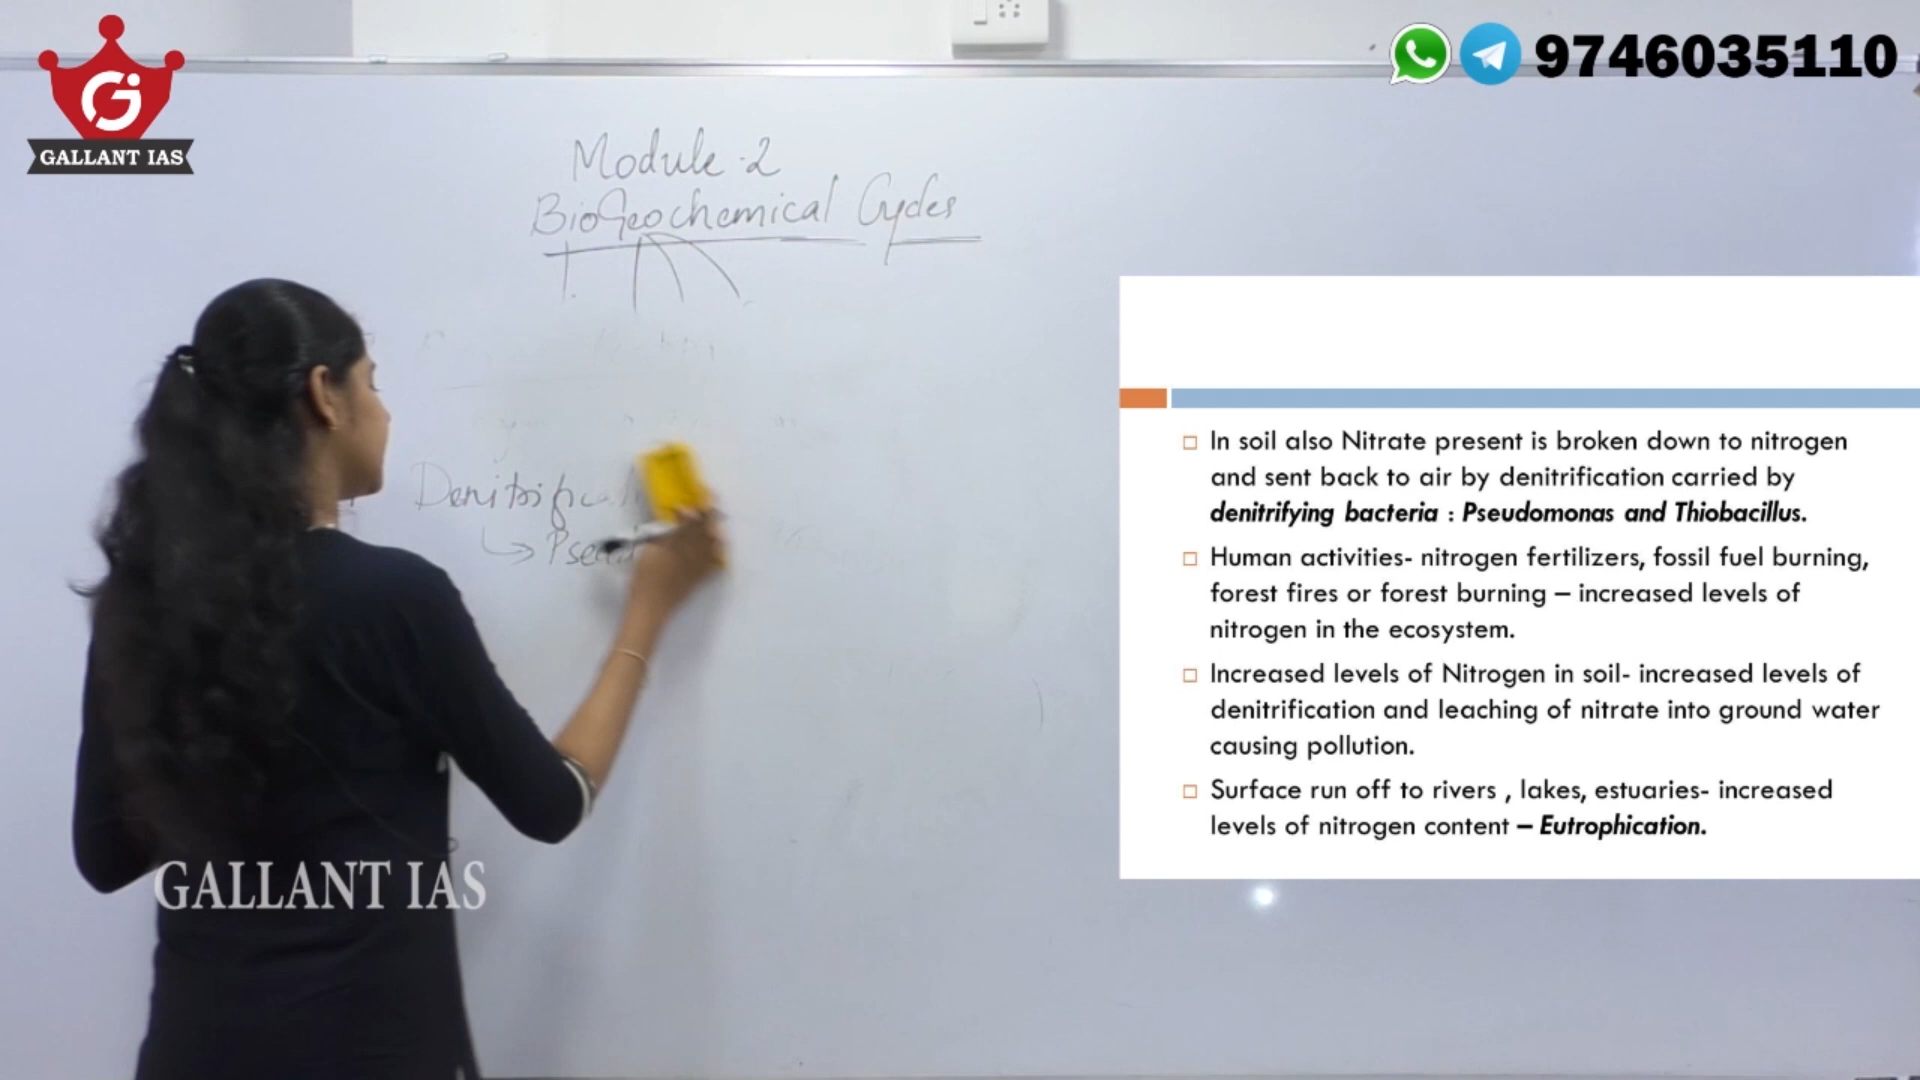 GALLANT IAS
9746035110
Module-2
BioGeochemical Cycles
Denitrifica
Pseud
In soil also Nitrate present is broken down to nitrogen
and sent back to air by denitrification carried by
denitrifying bacteria : Pseudomonas and Thiobacillus.
Human activities- nitrogen fertilizers, fossil fuel burning,
forest fires or forest burning – increased levels of
nitrogen in the ecosystem.
Increased levels of Nitrogen in soil- increased levels of
denitrification and leaching of nitrate into ground water
causing pollution.
Surface run off to rivers , lakes, estuaries- increased
levels of nitrogen content – Eutrophication.
GALLANT IAS